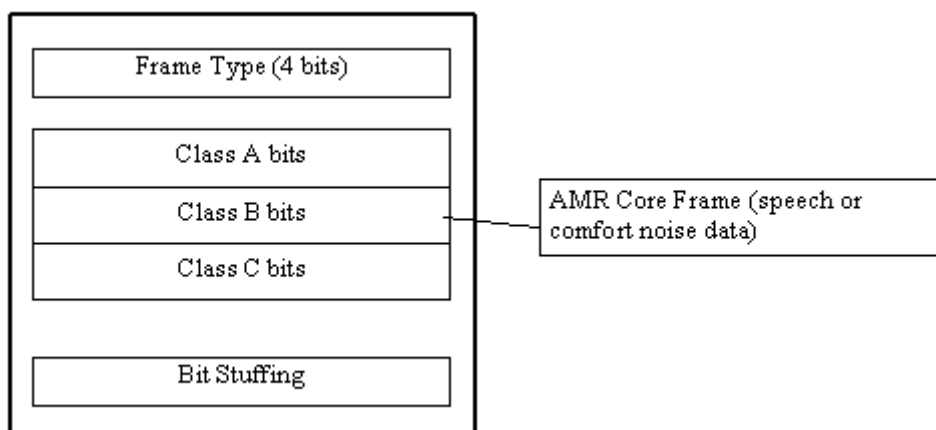 Frame Type (4 bits)
Class A bits
Class B bits
AMR Core Frame (speech or
comfort noise data)
Class C bits
Bit Stuffing